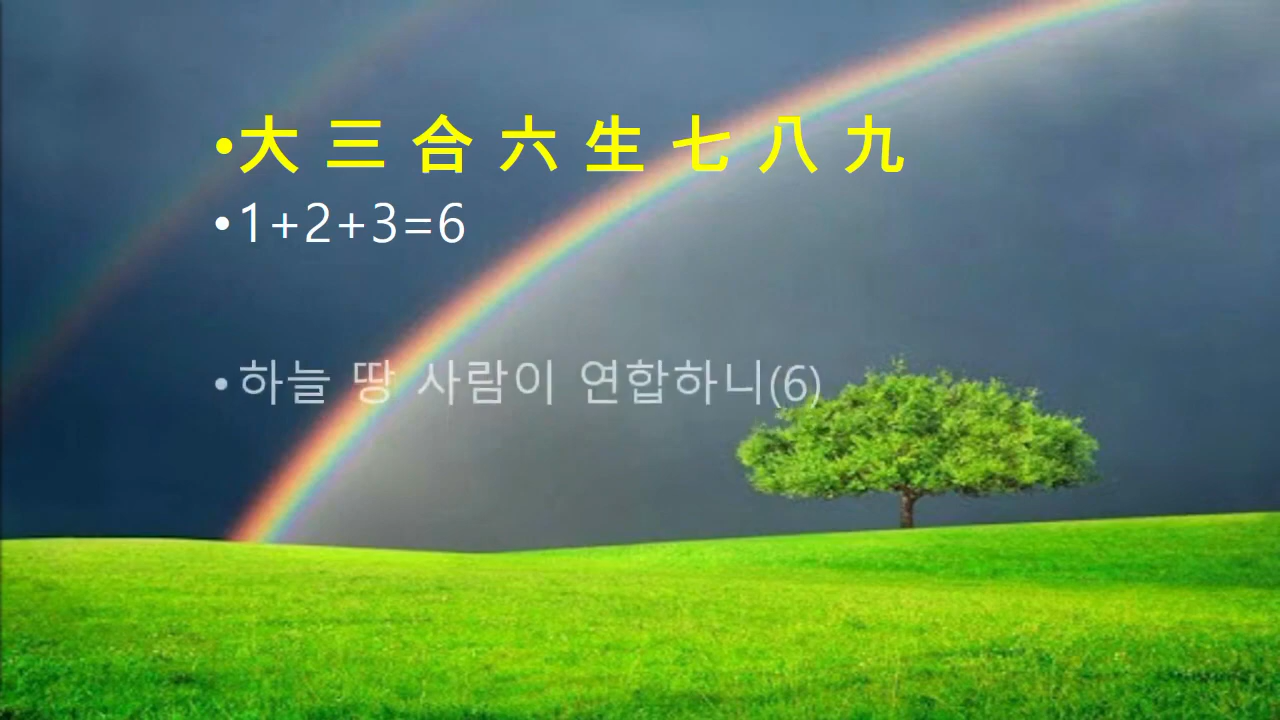 •大 三 合 六 生 七 八 九
•1+2+3=6
•하늘 땅 사람이 연합하니(6)